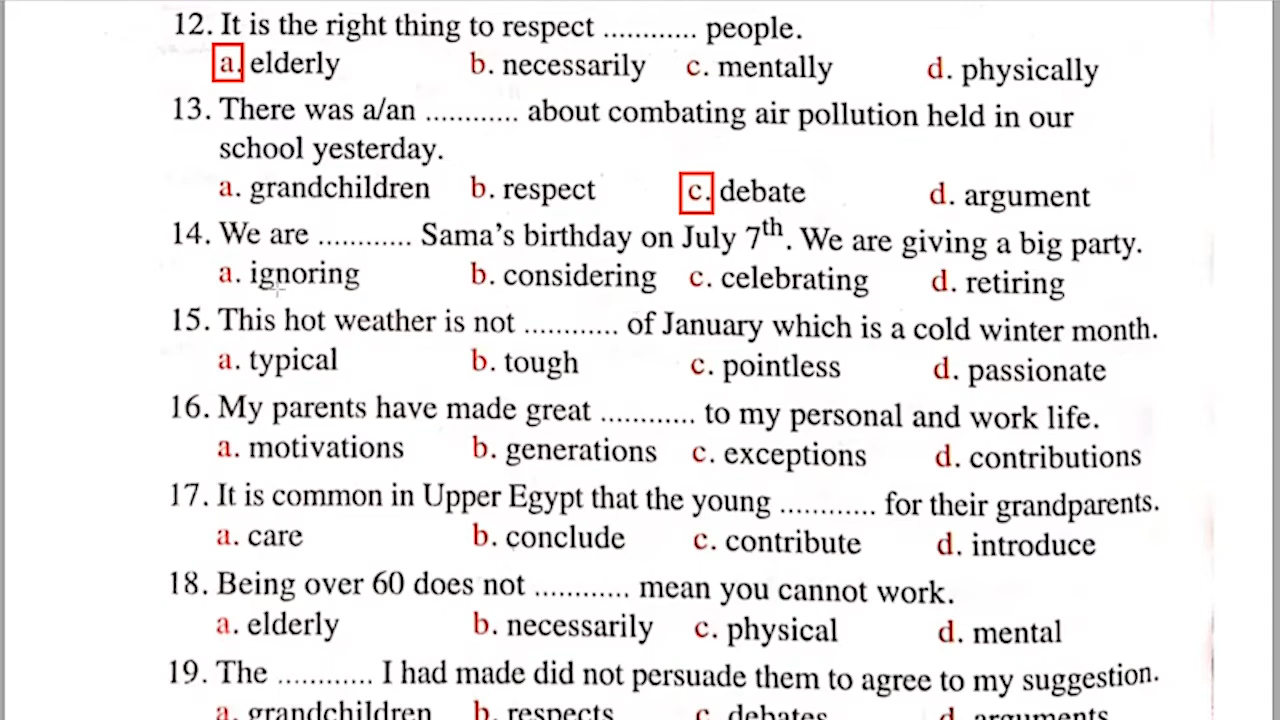 12. It is the right thing to respect ............ people.
a. elderly b. necessarily c. mentally d. physically
13. There was a/an ............ about combating air pollution held in our
school yesterday.
a. grandchildren b. respect c. debate d. argument
14. We are ............ Sama's birthday on July 7th. We are giving a big party.
a. ignoring b. considering c. celebrating d. retiring
15. This hot weather is not ............ of January which is a cold winter month.
a. typical b. tough c. pointless d. passionate
16. My parents have made great ............ to my personal and work life.
a. motivations b. generations c. exceptions d. contributions
17. It is common in Upper Egypt that the young ............ for their grandparents.
a. care b. conclude c. contribute d. introduce
18. Being over 60 does not ............ mean you cannot work.
a. elderly b. necessarily c. physical d. mental
19. The ............ I had made did not persuade them to agree to my suggestion.
a. grandchildren b. respects c. debates d. arguments